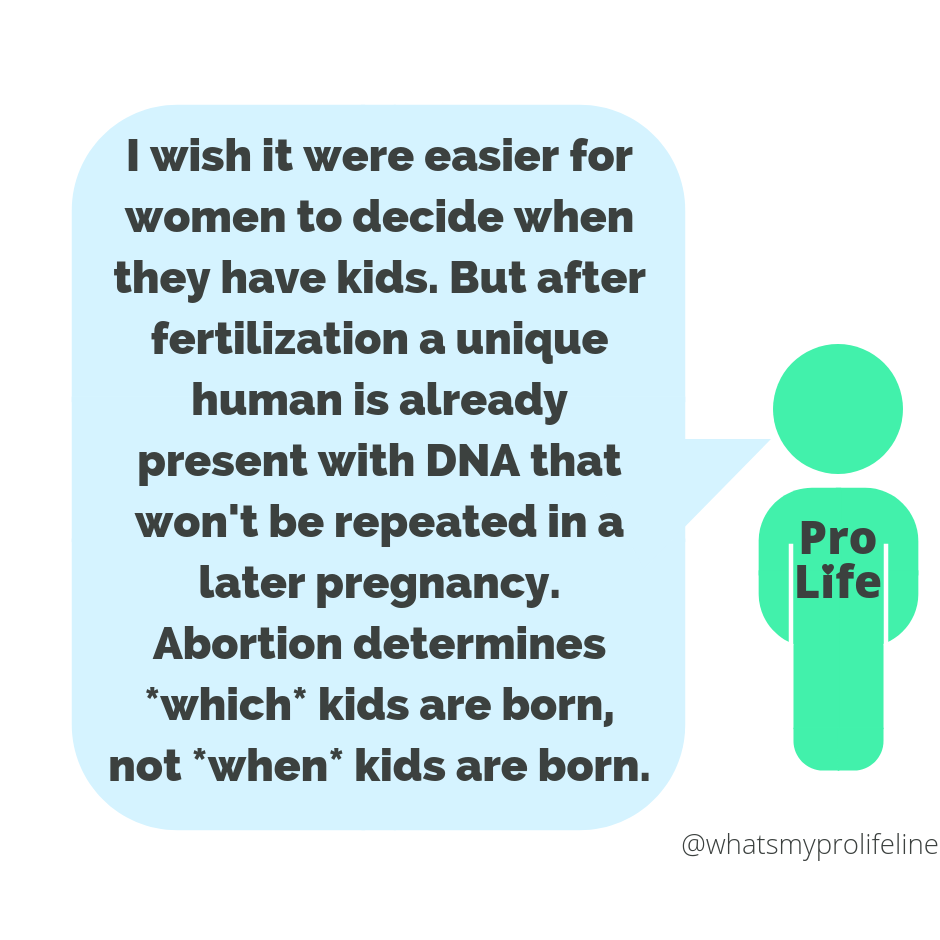 I wish it were easier for
women to decide when
they have kids. But after
fertilization a unique
human is already
present with DNA that
won't be repeated in a
later pregnancy.
Abortion determines
*which* kids are born,
not *when* kids are born.
Pro
Life
@whatsmyprolifeline